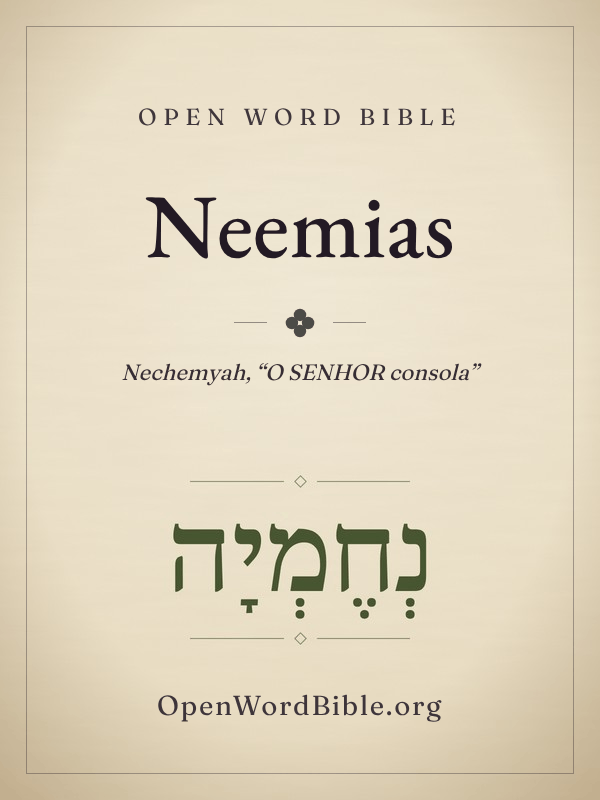 OPEN WORD BIBLE
Neemias
Nechemyah, “O SENHOR consola”
נְחֶמְיָה
OpenWordBible.org